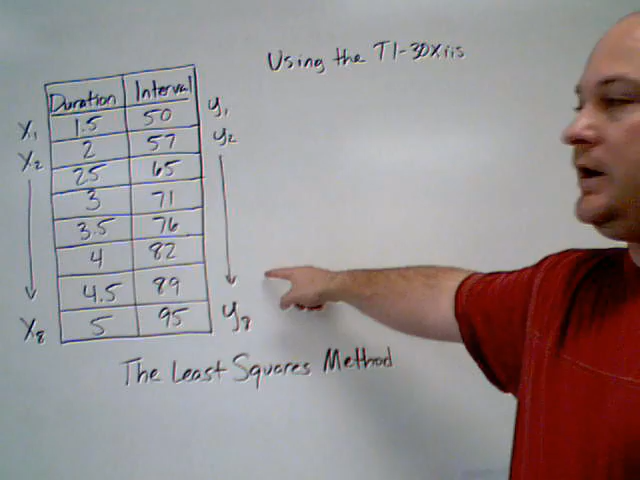 Using the TI-30Xiis
Duration Interval
x1 1.5 50 y1
x2 2 57 y2
25 65
3 71
3.5 76
4 82
4.5 89
x8 5 95 y8
The Least Squares Method